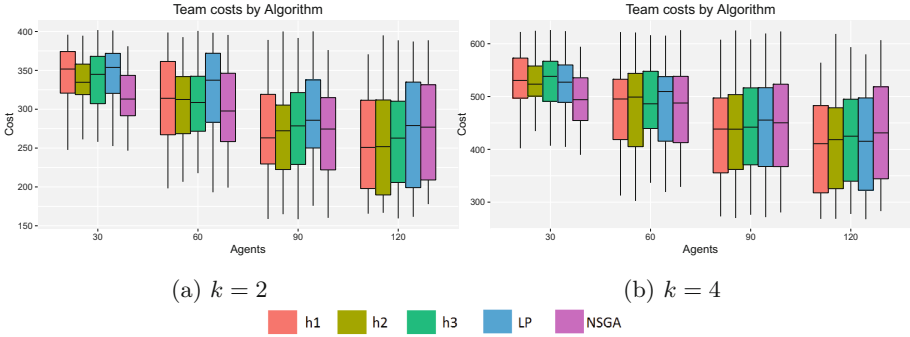 Team costs by Algorithm
400
350
300
250
200
150
Cost
30
60
90
120
Agents
(a) k = 2
Team costs by Algorithm
600
500
400
300
Cost
30
60
90
120
Agents
(b) k = 4
h1
h2
h3
LP
NSGA